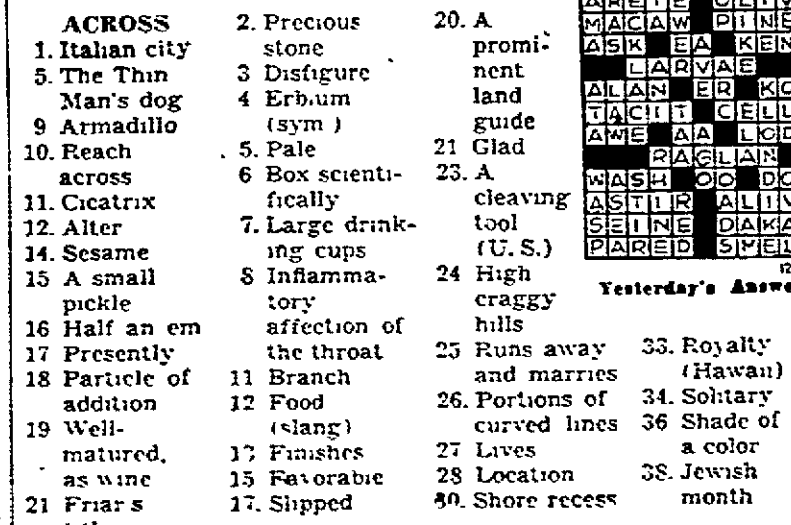 ACROSS
1. Italian city
5. The Thin
Man's dog
9 Armadillo
10. Reach
across
11. Cicatrix
12. Alter
14. Sesame
15 A small
pickle
16 Half an em
17 Presently
18 Particle of
addition
19 Well-
matured,
as wine
21 Friar s
2. Precious
stone
3 Disfigure
4 Erbium
(sym )
5. Pale
6 Box scienti-
fically
7. Large drink-
ing cups
8 Inflamma-
tory
affection of
the throat
11 Branch
12 Food
(slang)
13 Finishes
15 Favorable
17. Slipped
20. A
promi-
nent
land
guide
21 Glad
23. A
cleaving
tool
(U. S.)
24 High
craggy
hills
25 Runs away
and marries
26. Portions of
curved lines
27 Lives
28 Location
30. Shore recess
MACAW PINE
ASK EA KEN
LARVAE
ALAN ER KO
TACIT CELL
AWE AA LOD
RAGLAN
WASH OO DO
ASTIR ALIV
SEINE DAKA
PARED SMEL
12
Yesterday's Answe
33. Royalty
(Hawaii)
34. Solitary
36 Shade of
a color
38. Jewish
month